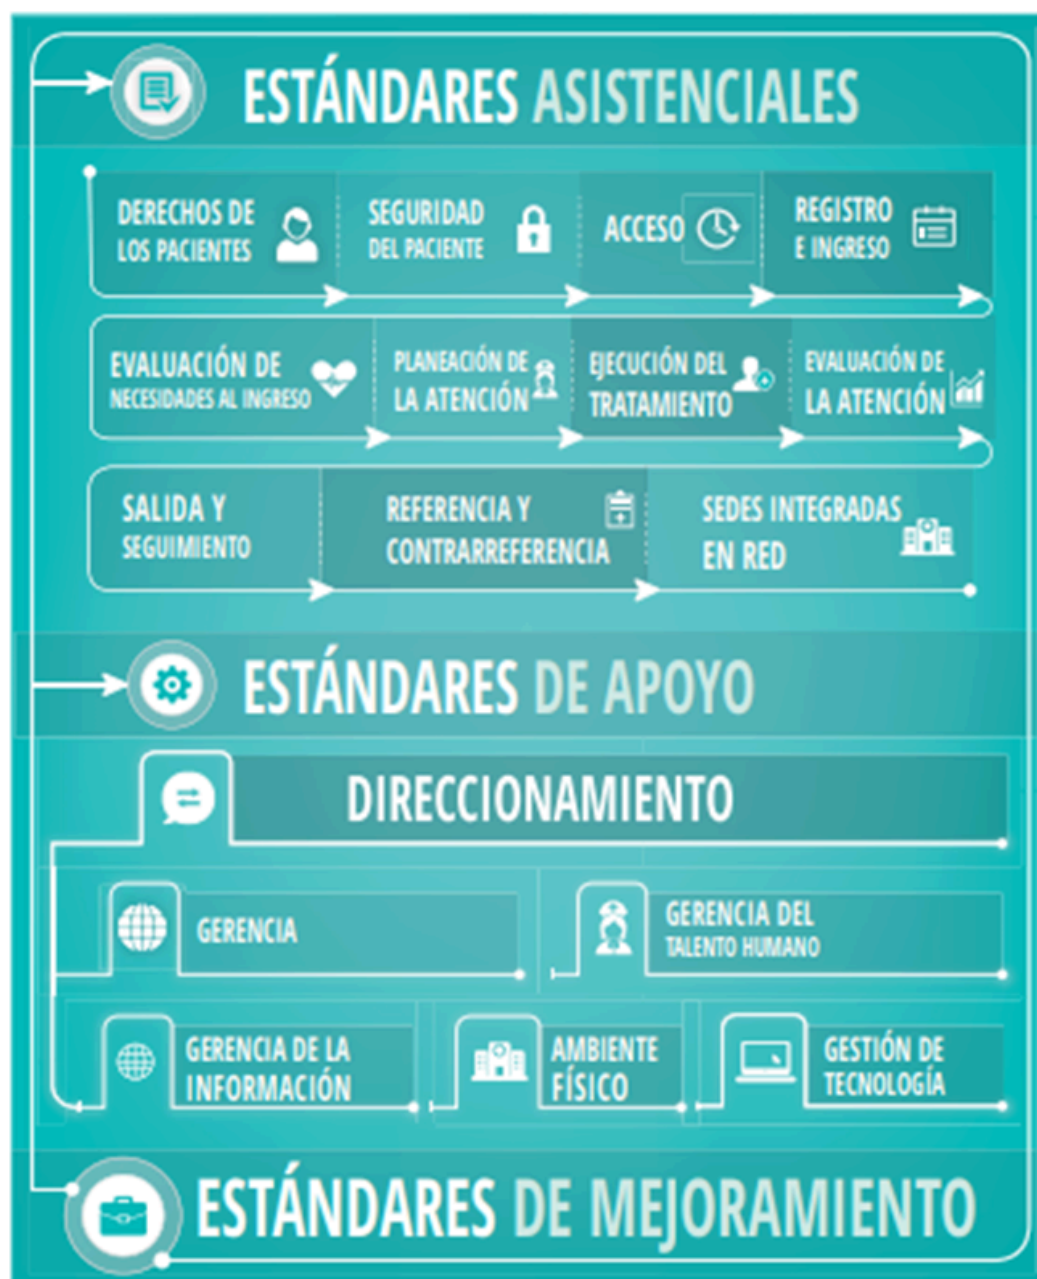 ESTÁNDARES ASISTENCIALES
DERECHOS DE
LOS PACIENTES
SEGURIDAD
DEL PACIENTE
ACCESO
REGISTRO
E INGRESO
EVALUACIÓN DE
NECESIDADES AL INGRESO
PLANEACIÓN DE
LA ATENCIÓN
EJECUCIÓN DEL
TRATAMIENTO
EVALUACIÓN DE
LA ATENCIÓN
SALIDA Y
SEGUIMIENTO
REFERENCIA Y
CONTRARREFERENCIA
SEDES INTEGRADAS
EN RED
ESTÁNDARES DE APOYO
DIRECCIONAMIENTO
GERENCIA
GERENCIA DEL
TALENTO HUMANO
GERENCIA DE LA
INFORMACIÓN
AMBIENTE
FÍSICO
GESTIÓN DE
TECNOLOGÍA
ESTÁNDARES DE MEJORAMIENTO